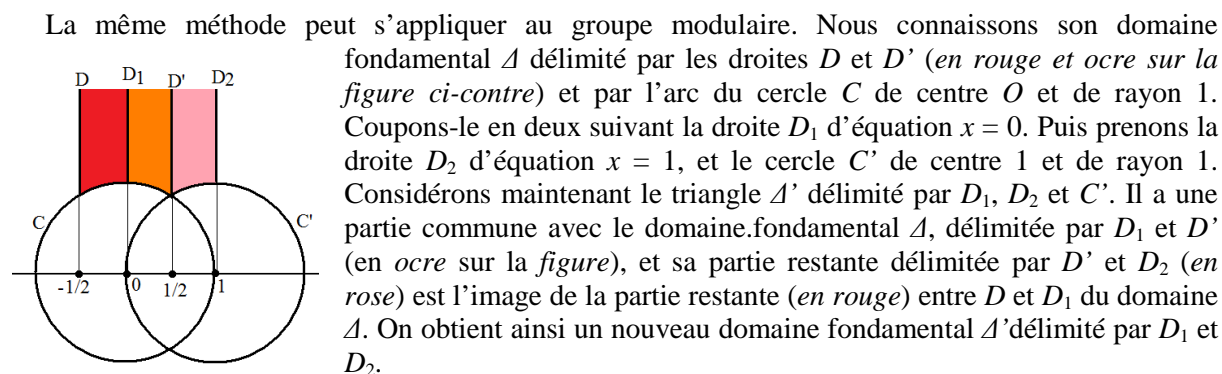 La même méthode peut s’appliquer au groupe modulaire. Nous connaissons son domaine
fondamental Δ délimité par les droites D et D’ (en rouge et ocre sur la
figure ci-contre) et par l’arc du cercle C de centre O et de rayon 1.
Coupons-le en deux suivant la droite D₁ d’équation x = 0. Puis prenons la
droite D₂ d’équation x = 1, et le cercle C’ de centre 1 et de rayon 1.
Considérons maintenant le triangle Δ’ délimité par D₁, D₂ et C’. Il a une
partie commune avec le domaine.fondamental Δ, délimitée par D₁ et D’
(en ocre sur la figure), et sa partie restante délimitée par D’ et D₂ (en
rose) est l’image de la partie restante (en rouge) entre D et D₁ du domaine
Δ. On obtient ainsi un nouveau domaine fondamental Δ’délimité par D₁ et
D₂.
D D1 D' D2
C C'
-1/2 0 1/2 1